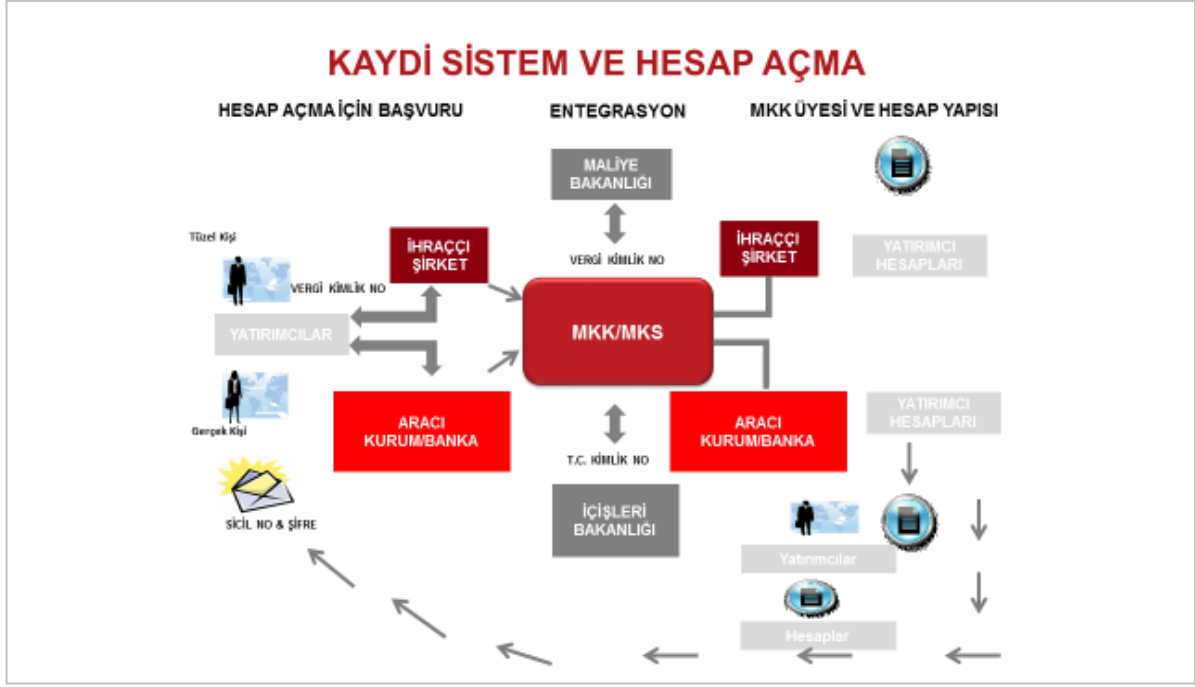 KAYDİ SİSTEM VE HESAP AÇMA
HESAP AÇMA İÇİN BAŞVURU
ENTEGRASYON
MKK ÜYESİ VE HESAP YAPISI
MALİYE
BAKANLIĞI
Tüzel Kişi
İHRAÇÇI
ŞİRKET
VERGİ KİMLİK NO
İHRAÇÇI
ŞİRKET
YATIRIMCI
HESAPLARI
VERGİ KİMLİK NO
YATIRIMCILAR
MKK/MKS
Gerçek Kişi
ARACI
KURUM/BANKA
ARACI
KURUM/BANKA
YATIRIMCI
HESAPLARI
T.C. KİMLİK NO
SİCİL NO & ŞİFRE
İÇİŞLERİ
BAKANLIĞI
Yatırımcılar
Hesaplar